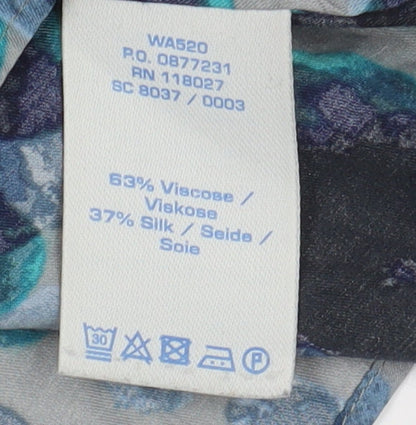 WA520
P.O. 0877231
RN 118027
SC 8037 / 0003
63% Viscose /
Viskose
37% Silk / Seide /
Soie
30 P